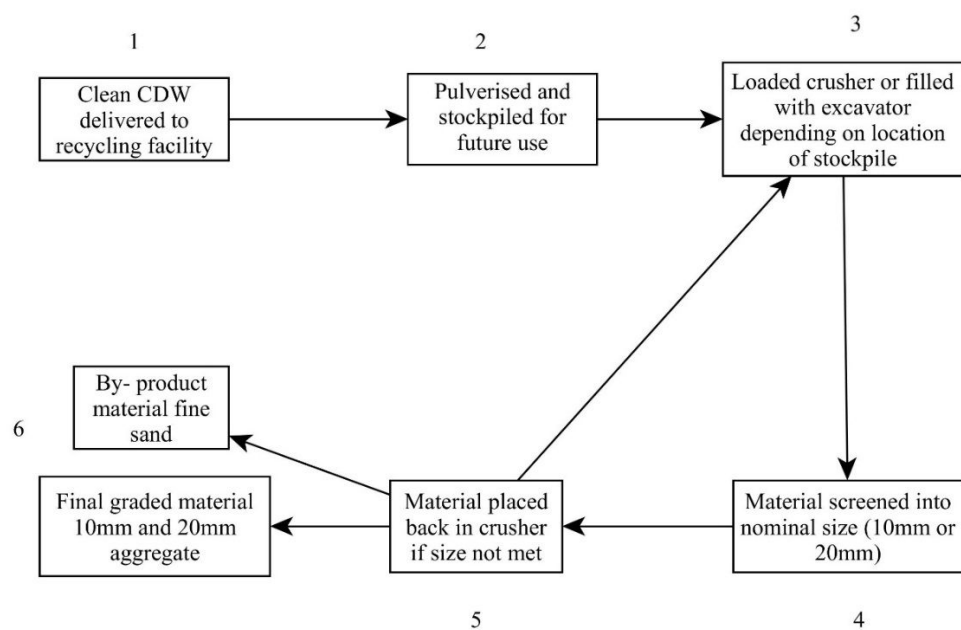 1
Clean CDW
delivered to
recycling facility
2
Pulverised and
stockpiled for
future use
3
Loaded crusher or filled
with excavator
depending on location
of stockpile
4
Material screened into
nominal size (10mm or
20mm)
5
Material placed
back in crusher
if size not met
6
By- product
material fine
sand
Final graded material
10mm and 20mm
aggregate